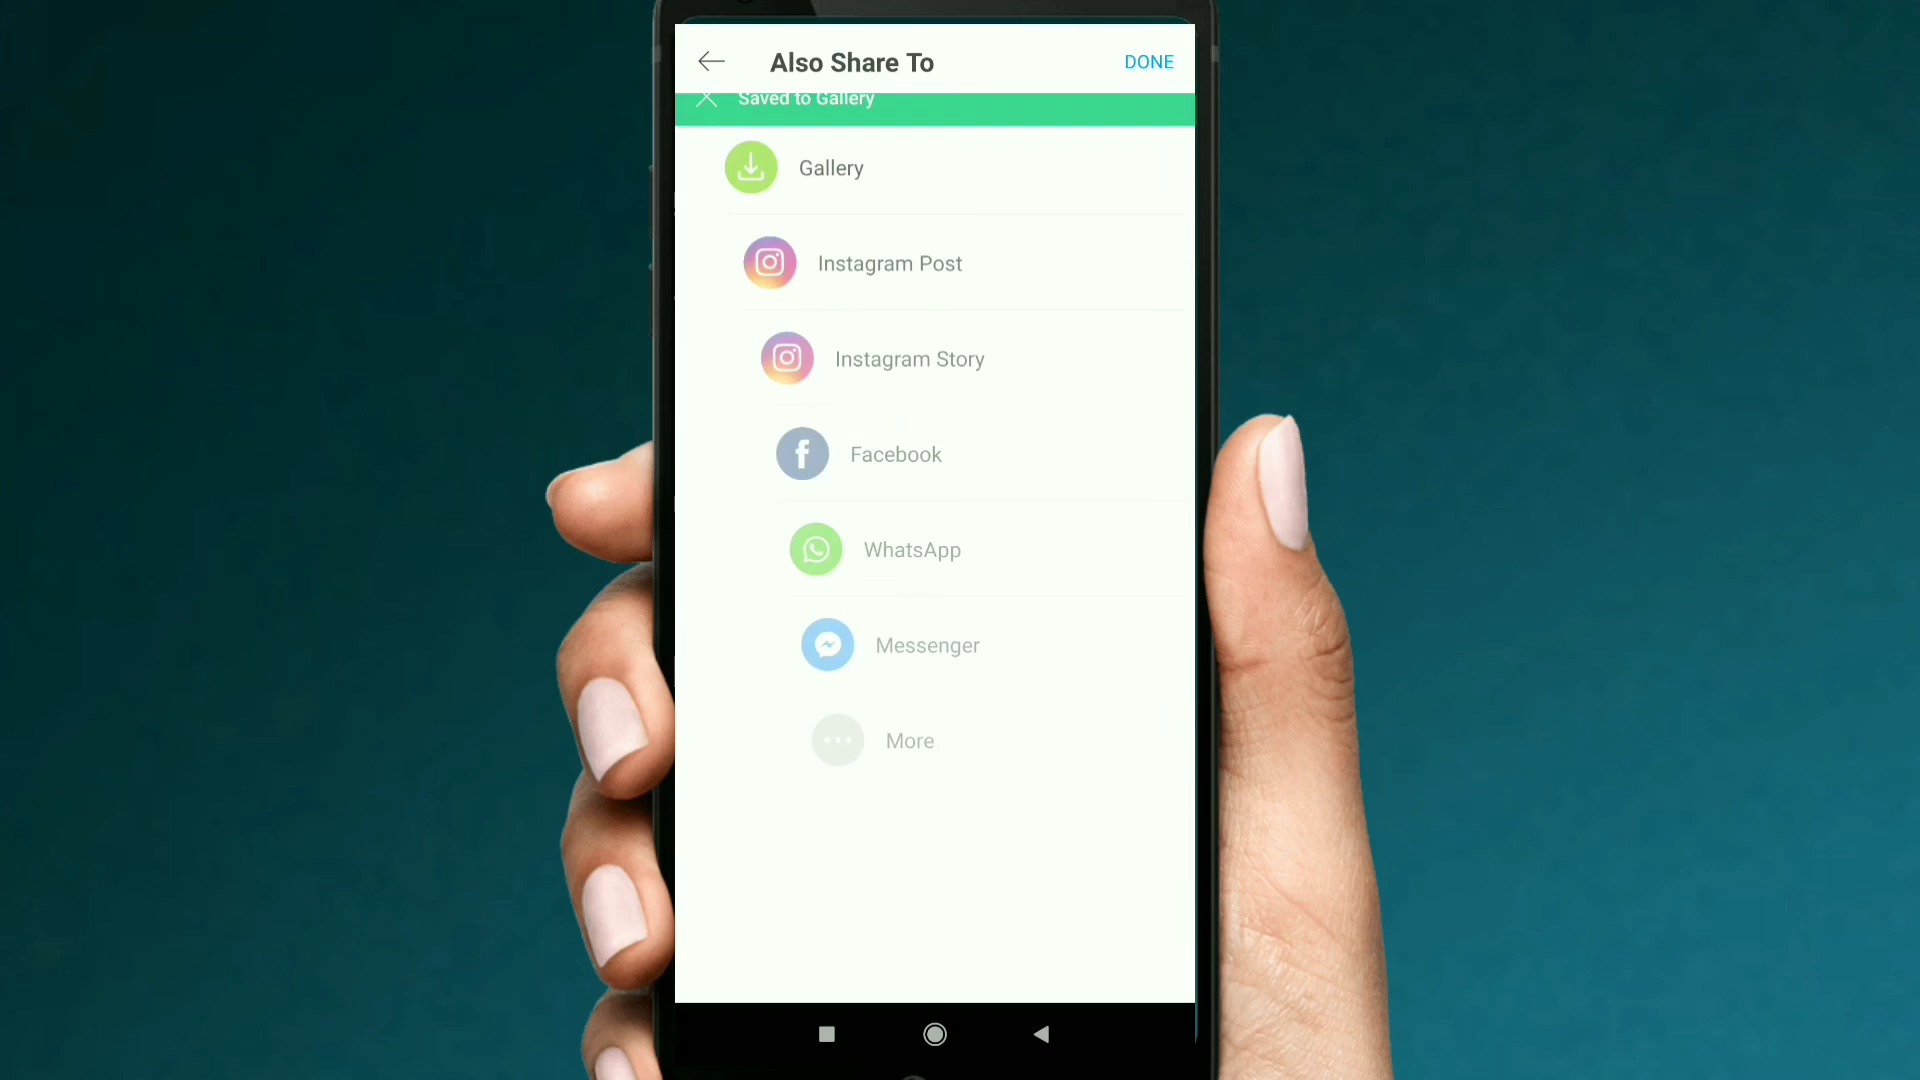 Also Share To
DONE
Saved to Gallery
Gallery
Instagram Post
Instagram Story
Facebook
WhatsApp
Messenger
More